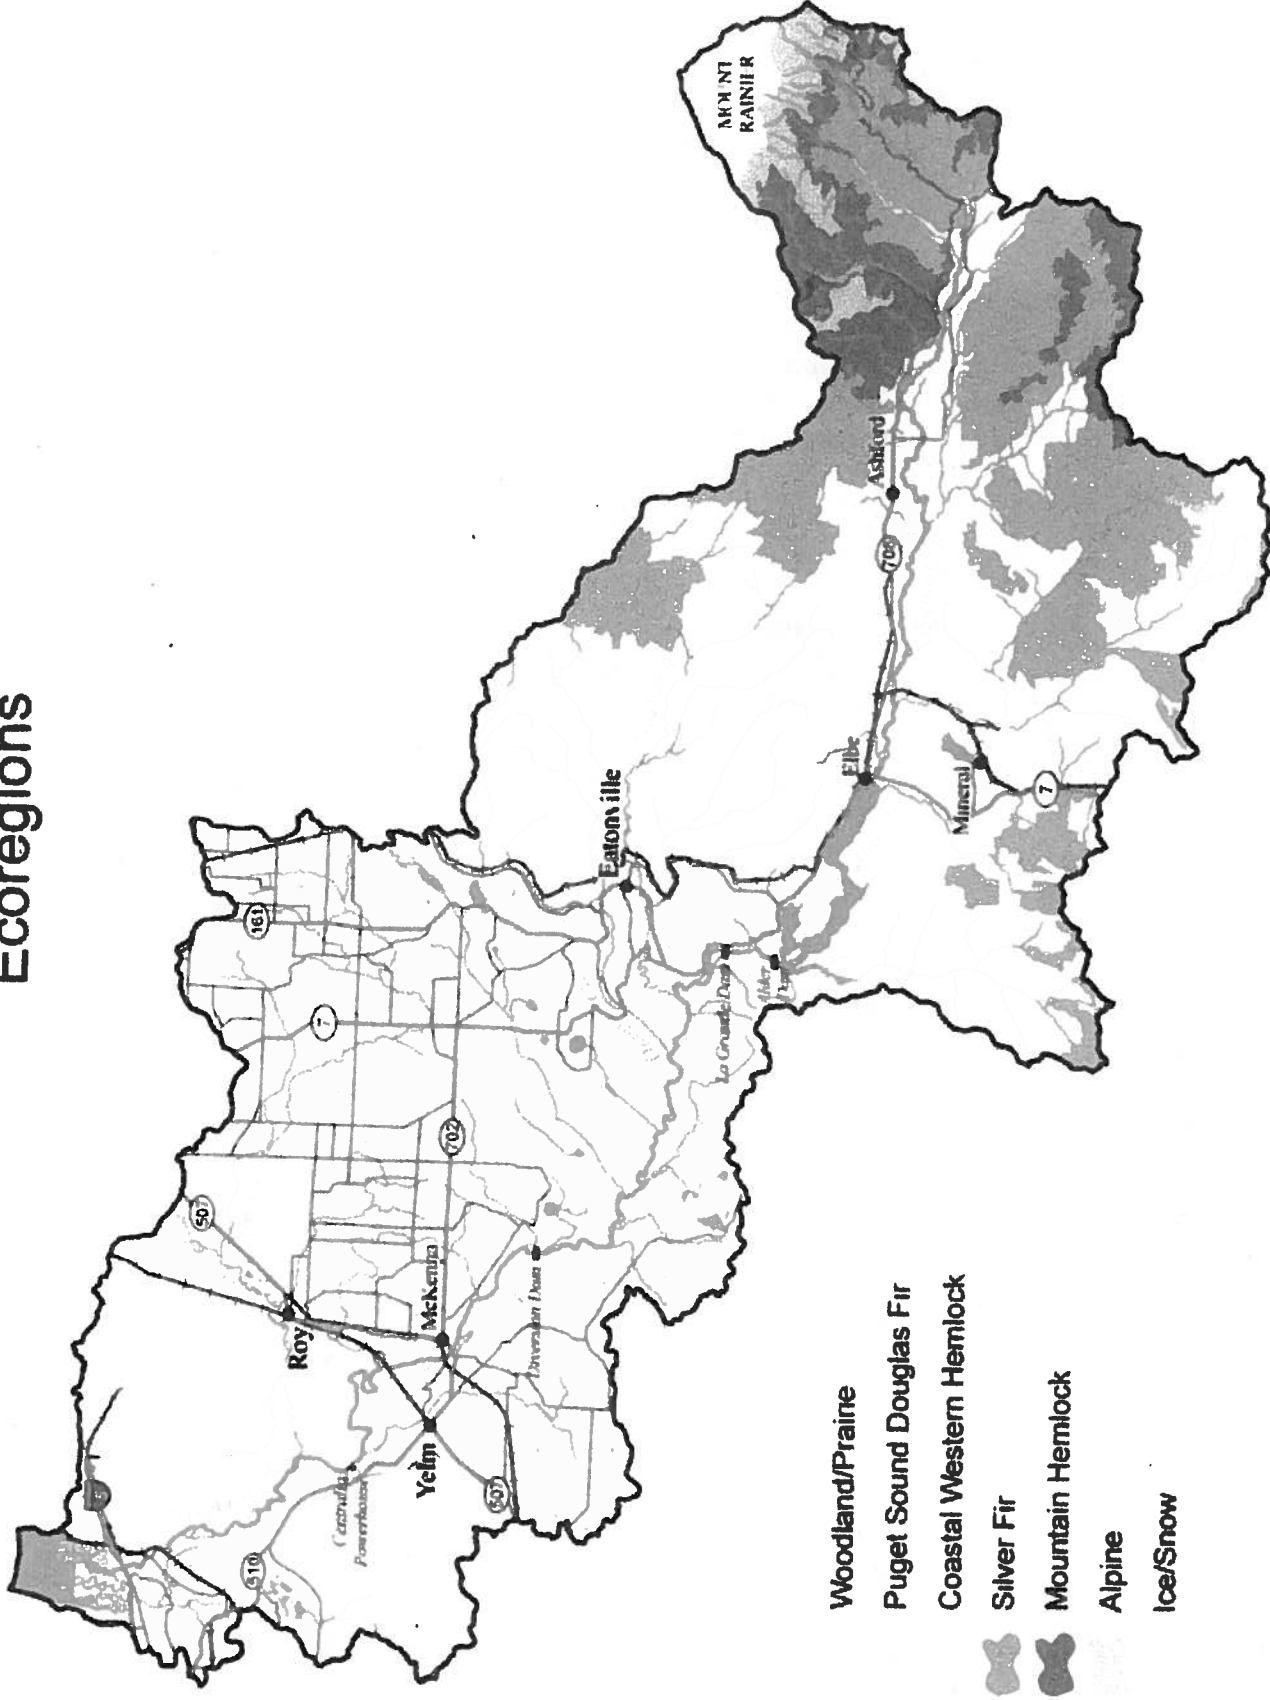 Ecoregions
MOUNT
RAINIER
Ashford
706
Elbe
Mineral
7
Eatonville
161
7
La Grande Dam
Alder
702
507
Roy
McKenna
Diversion Dam
Yelm
Centralia
Powerhouse
507
510
5
Woodland/Praine
Puget Sound Douglas Fir
Coastal Western Hemlock
Silver Fir
Mountain Hemlock
Alpine
Ice/Snow